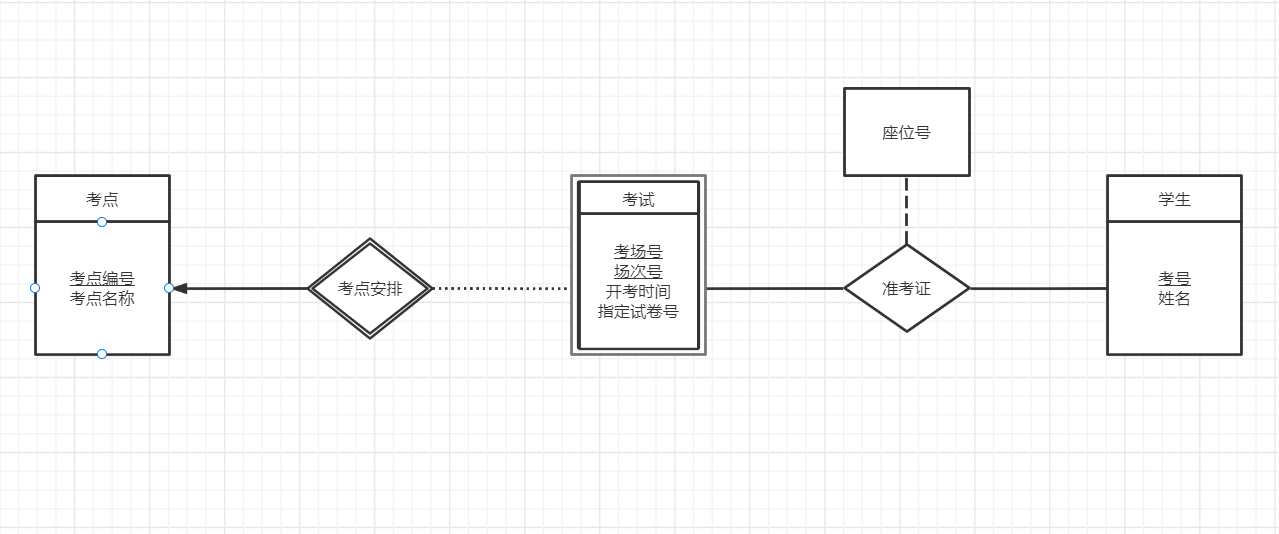 考点
考点编号
考点名称
考点安排
考试
考场号
场次号
开考时间
指定试卷号
座位号
准考证
学生
考号
姓名